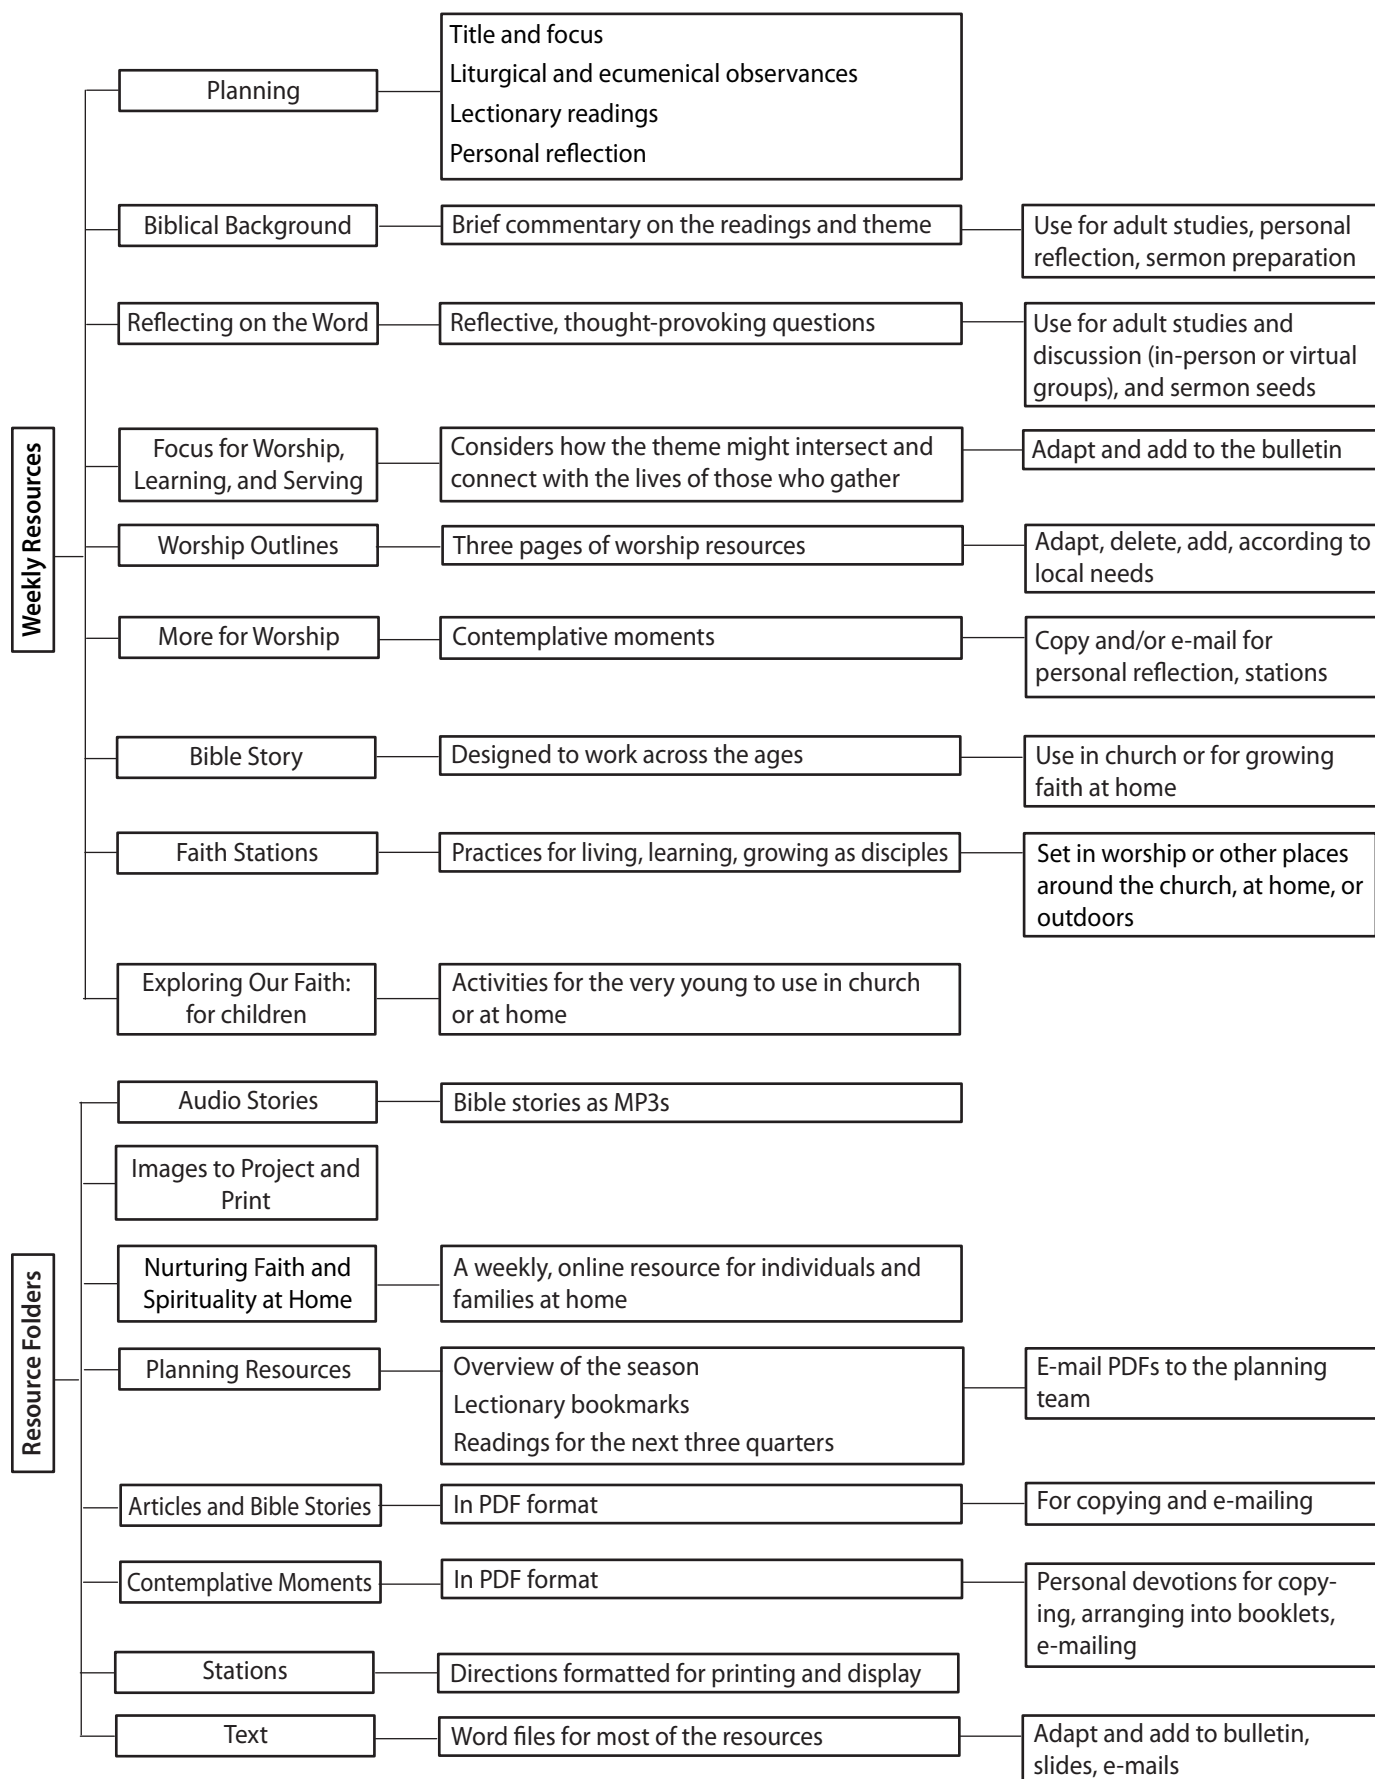 Weekly Resources
Planning
Title and focus
Liturgical and ecumenical observances
Lectionary readings
Personal reflection
Biblical Background
Brief commentary on the readings and theme
Use for adult studies, personal
reflection, sermon preparation
Reflecting on the Word
Reflective, thought-provoking questions
Use for adult studies and
discussion (in-person or virtual
groups), and sermon seeds
Focus for Worship,
Learning, and Serving
Considers how the theme might intersect and
connect with the lives of those who gather
Adapt and add to the bulletin
Worship Outlines
Three pages of worship resources
Adapt, delete, add, according to
local needs
More for Worship
Contemplative moments
Copy and/or e-mail for
personal reflection, stations
Bible Story
Designed to work across the ages
Use in church or for growing
faith at home
Faith Stations
Practices for living, learning, growing as disciples
Set in worship or other places
around the church, at home, or
outdoors
Exploring Our Faith:
for children
Activities for the very young to use in church
or at home
Resource Folders
Audio Stories
Bible stories as MP3s
Images to Project and
Print
Nurturing Faith and
Spirituality at Home
A weekly, online resource for individuals and
families at home
Planning Resources
Overview of the season
Lectionary bookmarks
Readings for the next three quarters
E-mail PDFs to the planning
team
Articles and Bible Stories
In PDF format
For copying and e-mailing
Contemplative Moments
In PDF format
Personal devotions for copy-
ing, arranging into booklets,
e-mailing
Stations
Directions formatted for printing and display
Text
Word files for most of the resources
Adapt and add to bulletin,
slides, e-mails